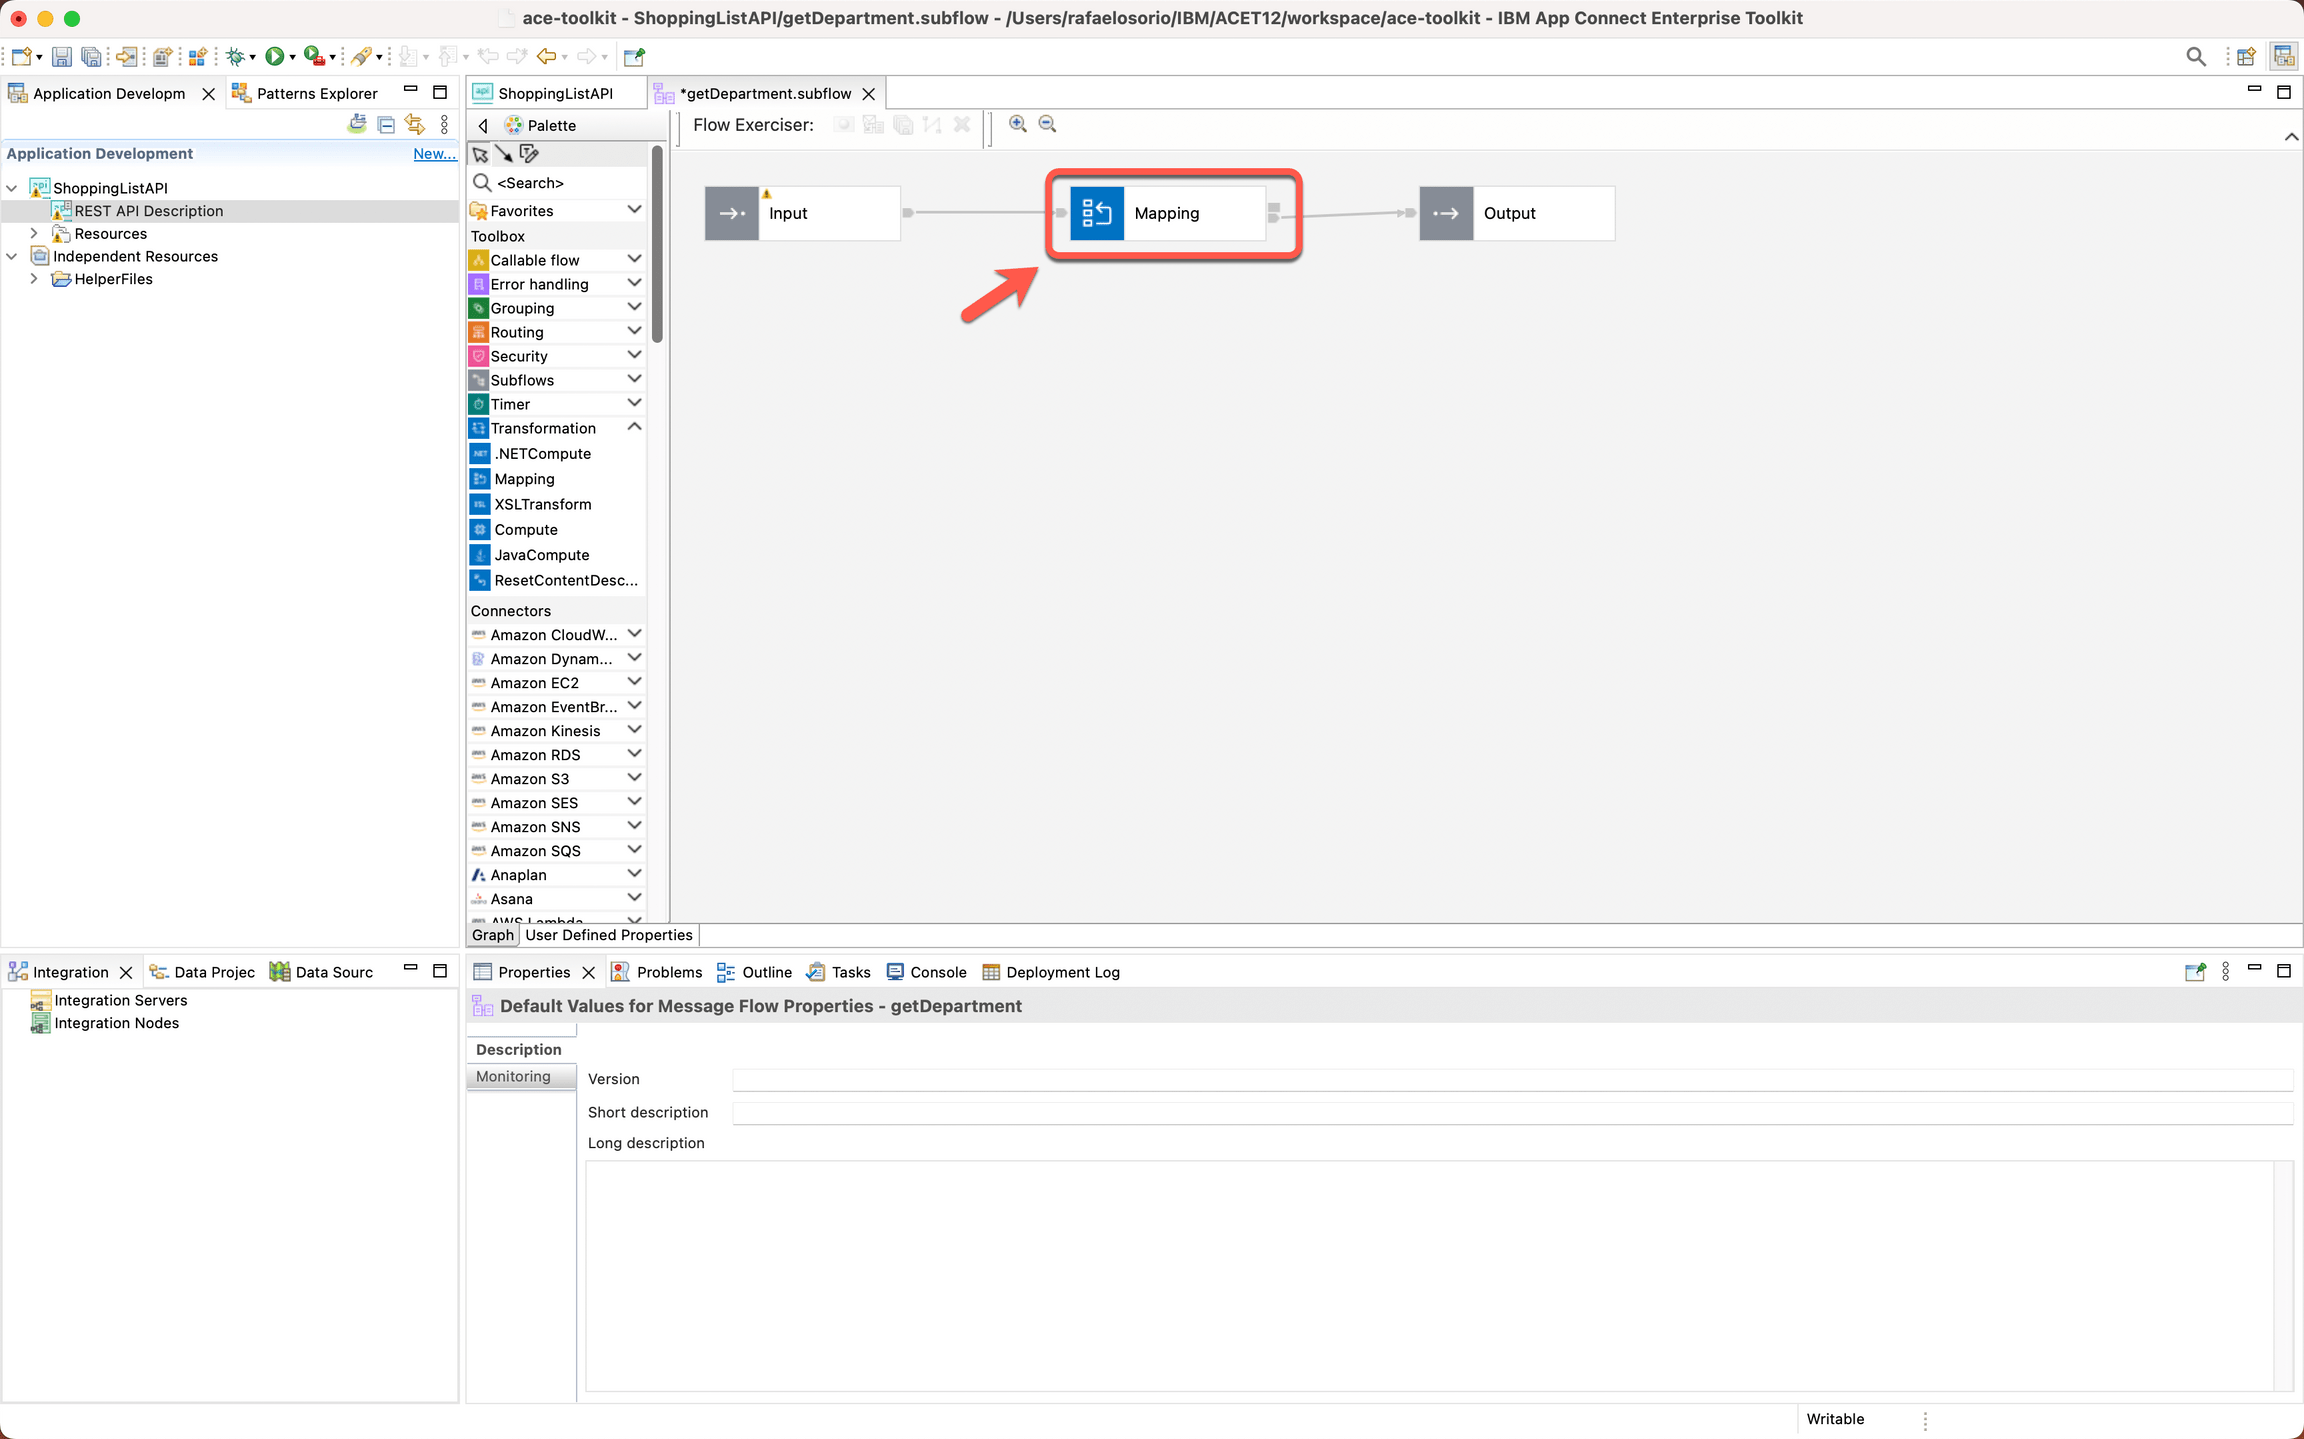 ace-toolkit - ShoppingListAPI/getDepartment.subflow - /Users/rafaelosorio/IBM/ACET12/workspace/ace-toolkit - IBM App Connect Enterprise Toolkit
Application Developm
Patterns Explorer
Application Development
New...
ShoppingListAPI
REST API Description
Resources
Independent Resources
HelperFiles
ShoppingListAPI
*getDepartment.subflow
Palette
Flow Exerciser:
<Search>
Favorites
Toolbox
Callable flow
Error handling
Grouping
Routing
Security
Subflows
Timer
Transformation
.NETCompute
Mapping
XSLTransform
Compute
JavaCompute
ResetContentDesc...
Connectors
Amazon CloudW...
Amazon Dynam...
Amazon EC2
Amazon EventBr...
Amazon Kinesis
Amazon RDS
Amazon S3
Amazon SES
Amazon SNS
Amazon SQS
Anaplan
Asana
AWS Lambda
Input
Mapping
Output
Graph
User Defined Properties
Integration
Data Projec
Data Sourc
Integration Servers
Integration Nodes
Properties
Problems
Outline
Tasks
Console
Deployment Log
Default Values for Message Flow Properties - getDepartment
Description
Monitoring
Version
Short description
Long description
Writable